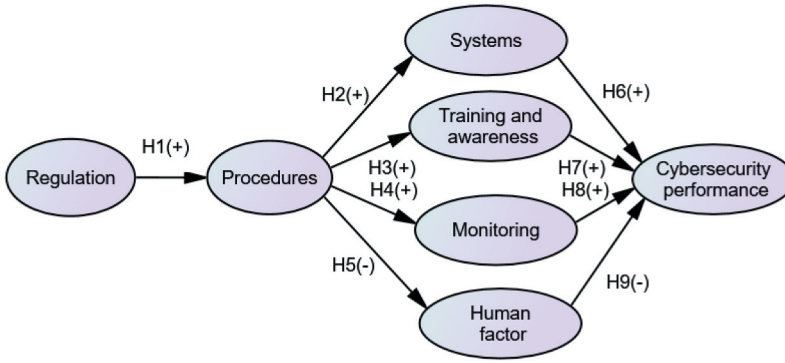 Systems
H2(+)
H6(+)
Training and
awareness
H1(+)
H3(+)
H7(+)
Regulation
Procedures
Cybersecurity
performance
H4(+)
H8(+)
Monitoring
H5(-)
H9(-)
Human
factor